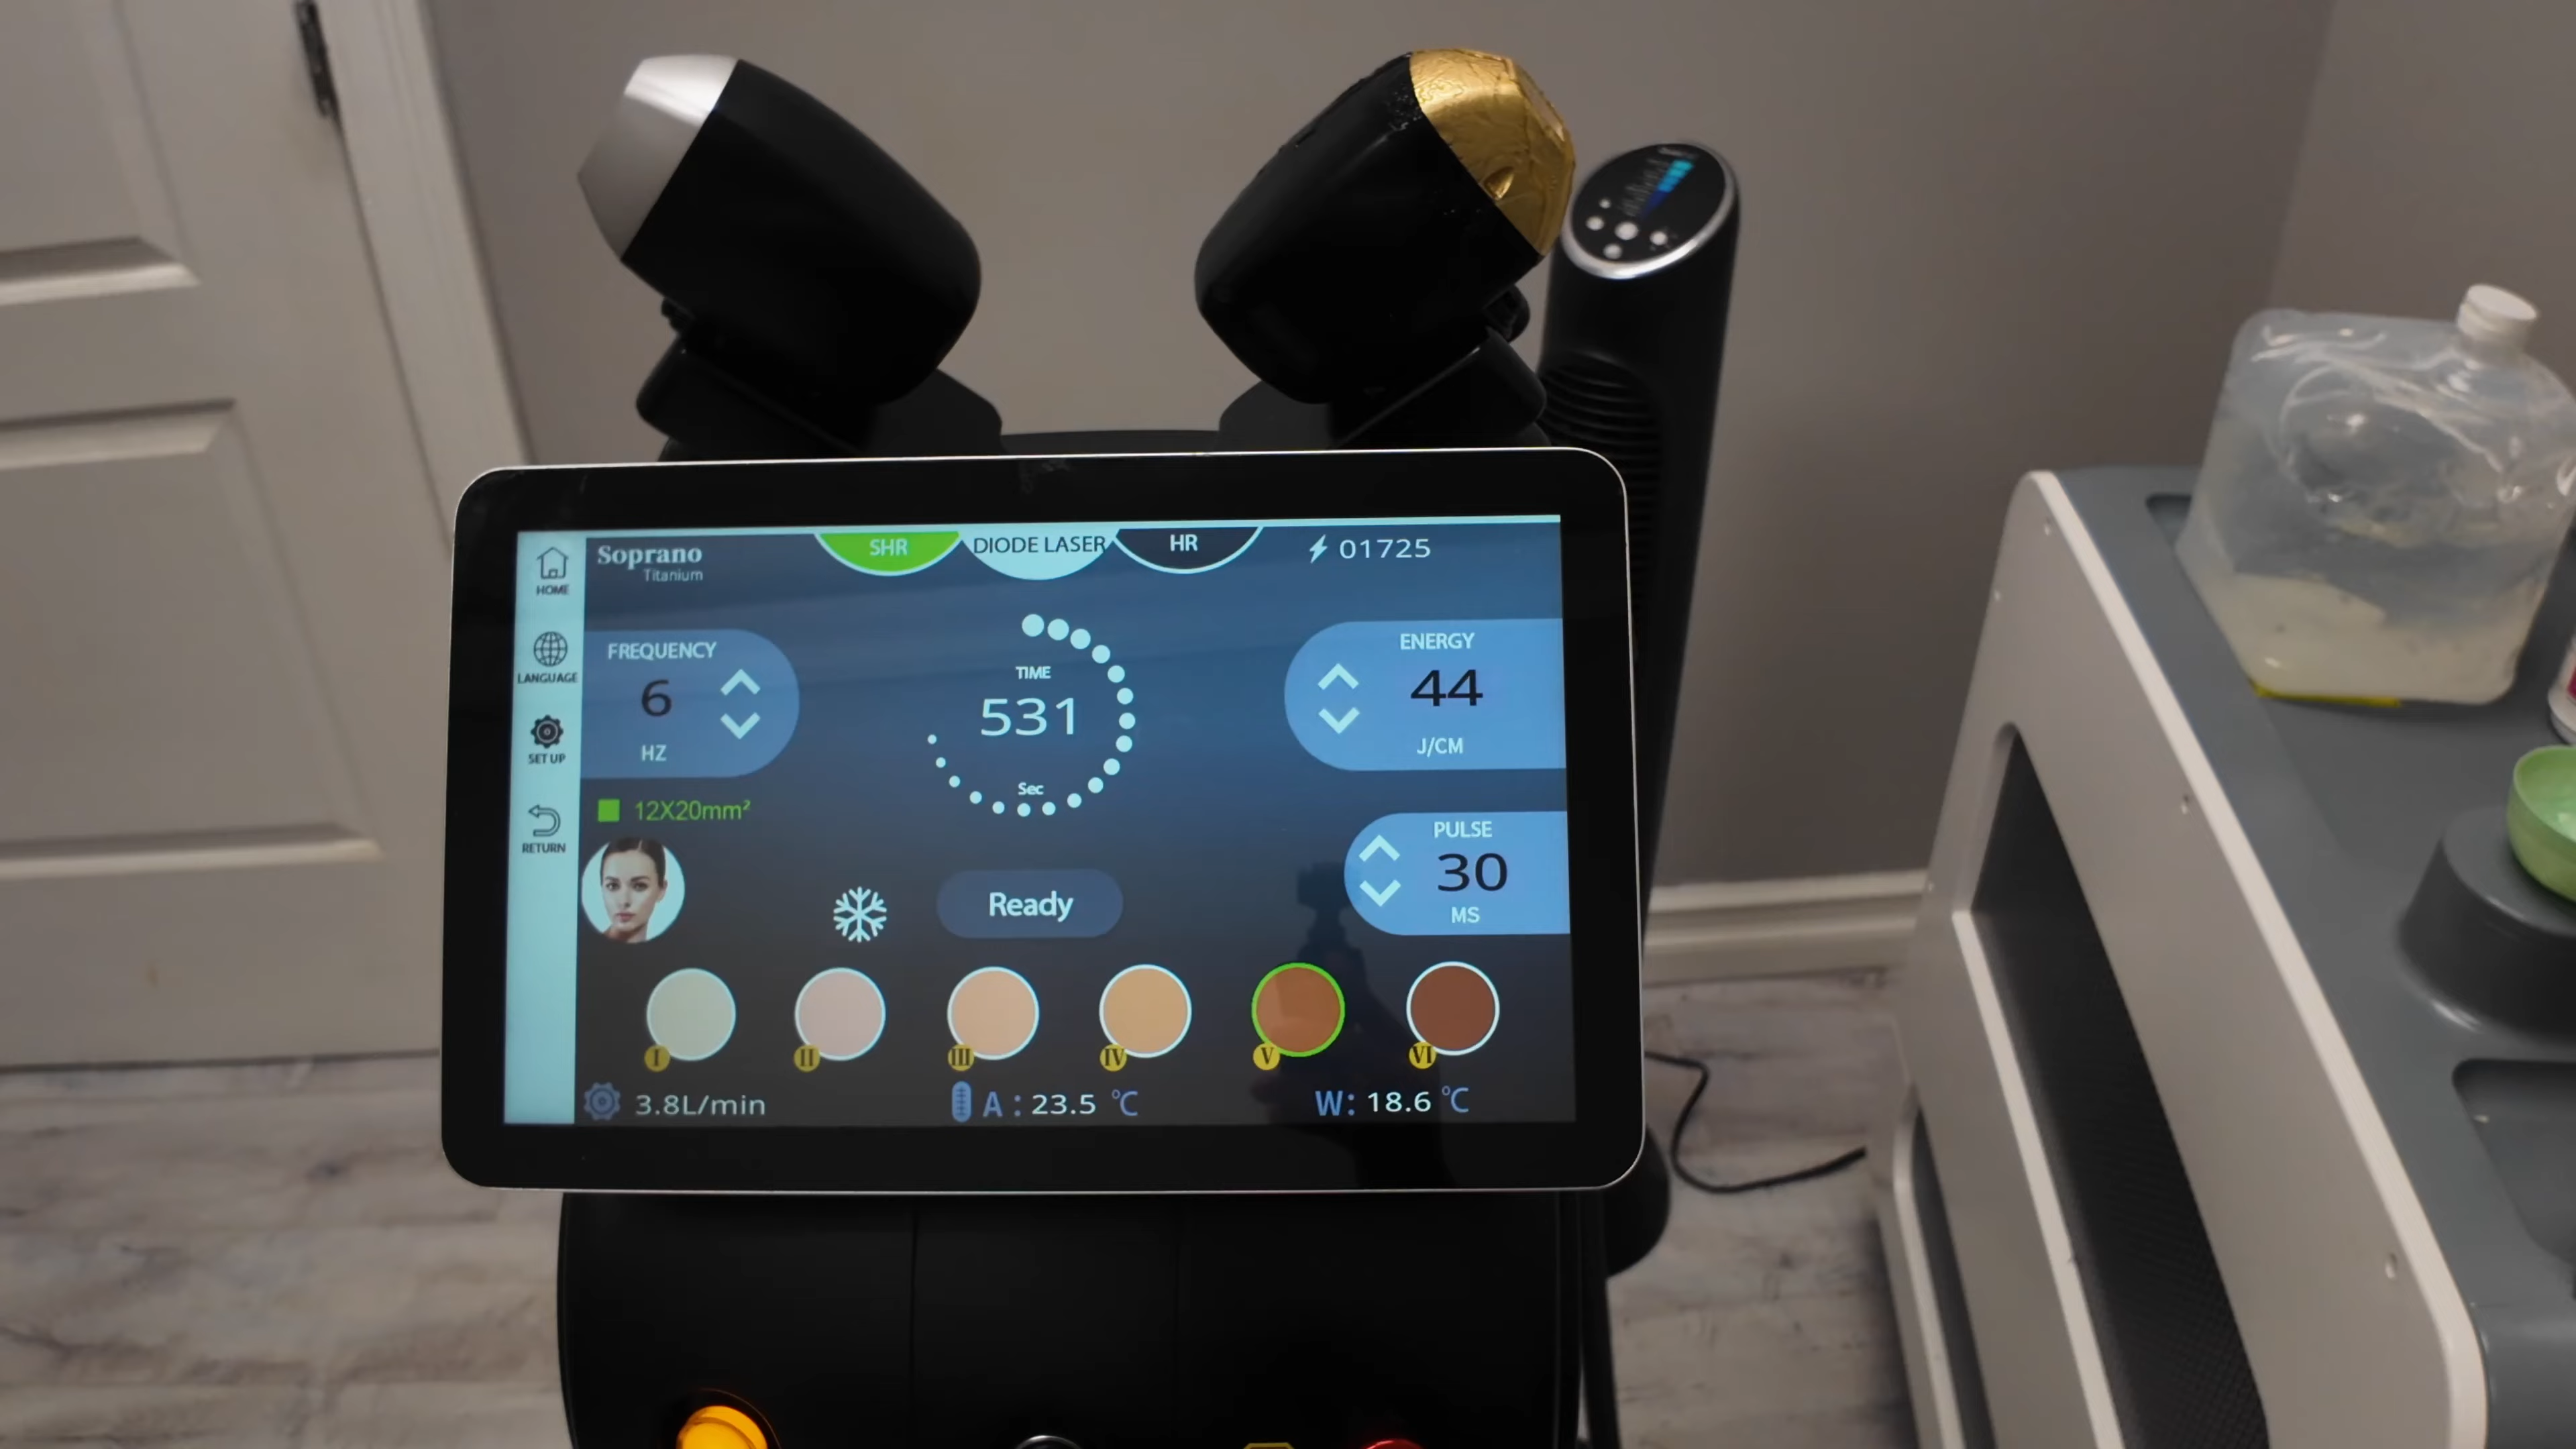 HOME
LANGUAGE
SET UP
RETURN
Soprano
Titanium
SHR
DIODE LASER
HR
01725
FREQUENCY
6
HZ
TIME
531
Sec
ENERGY
44
J/CM
12X20mm²
PULSE
30
MS
Ready
I
II
III
IV
V
VI
3.8L/min
A : 23.5 °C
W: 18.6 °C